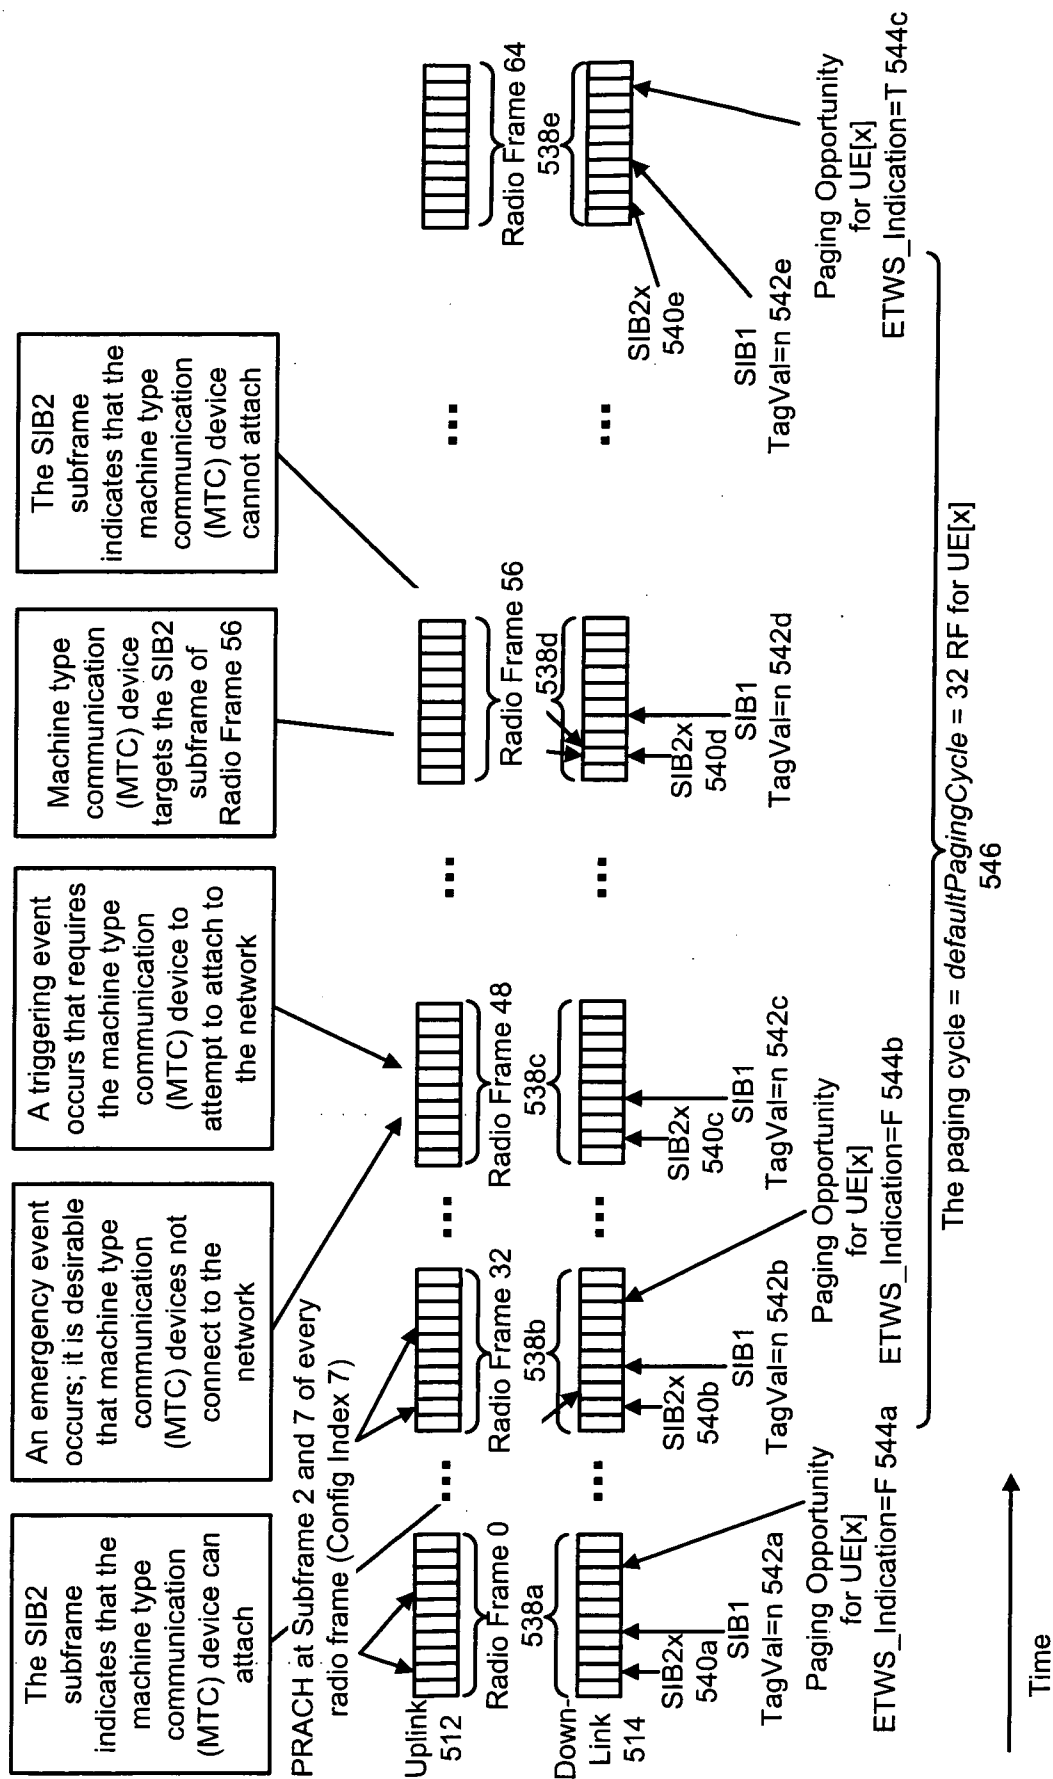 The SIB2
subframe
indicates that the
machine type
communication
(MTC) device can
attach
An emergency event
occurs; it is desirable
that machine type
communication
(MTC) devices not
connect to the
network
A triggering event
occurs that requires
the machine type
communication
(MTC) device to
attempt to attach to
the network
Machine type
communication
(MTC) device
targets the SIB2
subframe of
Radio Frame 56
The SIB2
subframe
indicates that the
machine type
communication
(MTC) device
cannot attach
PRACH at Subframe 2 and 7 of every
radio frame (Config Index 7)
Uplink
512
...
...
...
...
Radio Frame 0
Radio Frame 32
Radio Frame 48
Radio Frame 56
Radio Frame 64
538a
538b
538c
538d
538e
Down-
Link
514
...
...
...
...
SIB2x
540a
SIB1
TagVal=n 542a
SIB2x
540b
SIB1
TagVal=n 542b
SIB2x
540c
SIB1
TagVal=n 542c
SIB2x
540d
SIB1
TagVal=n 542d
SIB2x
540e
SIB1
TagVal=n 542e
Paging Opportunity
for UE[x]
ETWS_Indication=F 544a
Paging Opportunity
for UE[x]
ETWS_Indication=F 544b
Paging Opportunity
for UE[x]
ETWS_Indication=T 544c
The paging cycle = defaultPagingCycle = 32 RF for UE[x]
546
Time